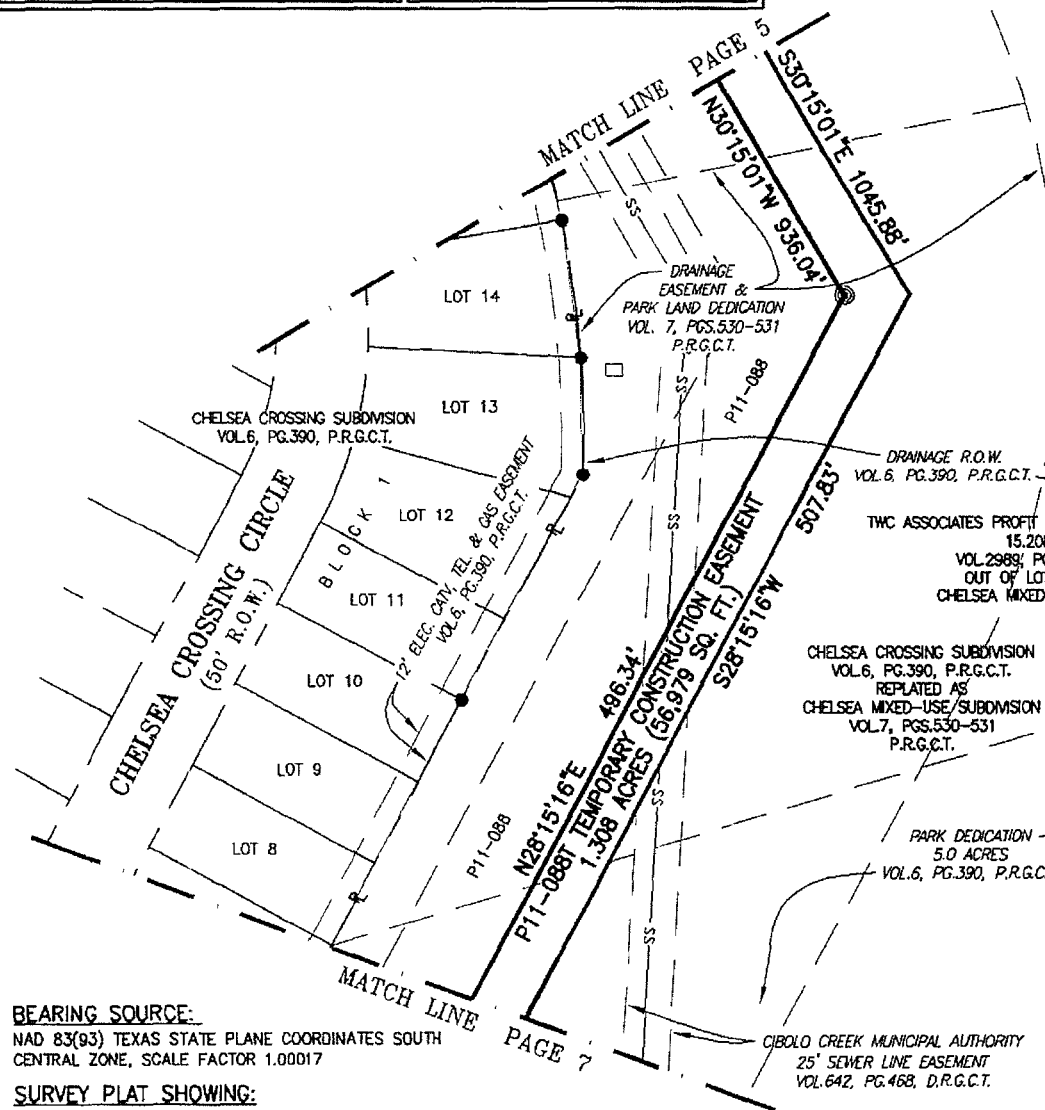 MATCH LINE PAGE 5
S30°15'01"E 1045.88'
N30°15'01"W 936.04'
SS
LOT 14
DRAINAGE
EASEMENT &
PARK LAND DEDICATION
VOL. 7, PGS.530-531
P.R.G.C.T.
P11-088
LOT 13
CHELSEA CROSSING SUBDIVISION
VOL.6, PG.390, P.R.G.C.T.
SS
DRAINAGE R.O.W.
VOL.6, PG.390, P.R.G.C.T.
BLOCK 1
LOT 12
12' ELEC. CATV, TEL. & GAS EASEMENT
VOL.6, PG.390, P.R.G.C.T.
SS
SS
507.83'
S28°15'16"W
TWC ASSOCIATES PROFIT
15.208
VOL.2989, PG
OUT OF LOT
CHELSEA MIXED
CHELSEA CROSSING CIRCLE
(50' R.O.W.)
LOT 11
LOT 10
496.34'
N28°15'16"E
P11-088T TEMPORARY CONSTRUCTION EASEMENT
1.308 ACRES (56,979 SQ. FT.)
CHELSEA CROSSING SUBDIVISION
VOL.6, PG.390, P.R.G.C.T.
REPLATED AS
CHELSEA MIXED-USE SUBDIVISION
VOL.7, PGS.530-531
P.R.G.C.T.
LOT 9
SS
P11-088
LOT 8
PARK DEDICATION
5.0 ACRES
VOL.6, PG.390, P.R.G.C.
SS
MATCH LINE PAGE 7
CIBOLO CREEK MUNICIPAL AUTHORITY
25' SEWER LINE EASEMENT
VOL.642, PG.468, D.R.G.C.T.
BEARING SOURCE:
NAD 83(93) TEXAS STATE PLANE COORDINATES SOUTH
CENTRAL ZONE, SCALE FACTOR 1.00017
SURVEY PLAT SHOWING: